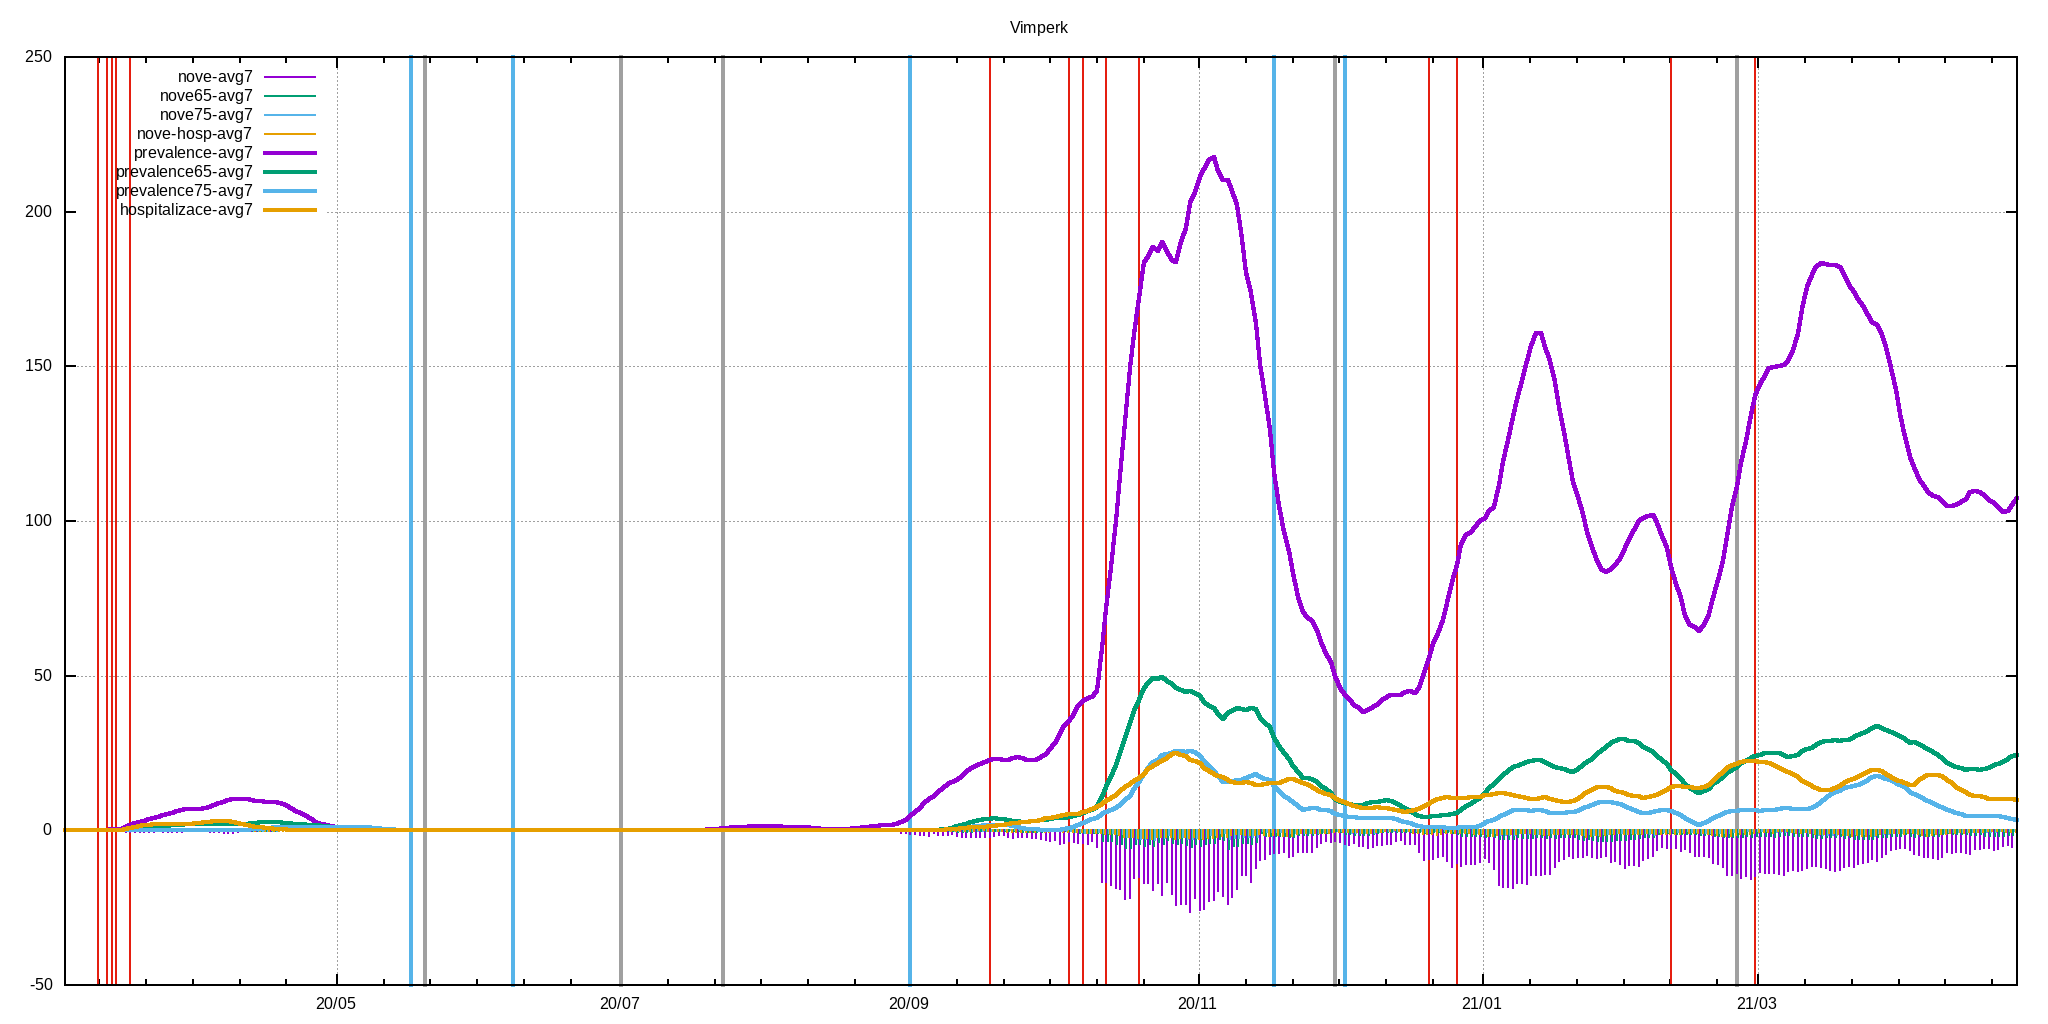 Vimperk
250
200
150
100
50
0
-50
nove-avg7
nove65-avg7
nove75-avg7
nove-hosp-avg7
prevalence-avg7
prevalence65-avg7
prevalence75-avg7
hospitalizace-avg7
20/05 20/07 20/09 20/11 21/01 21/03